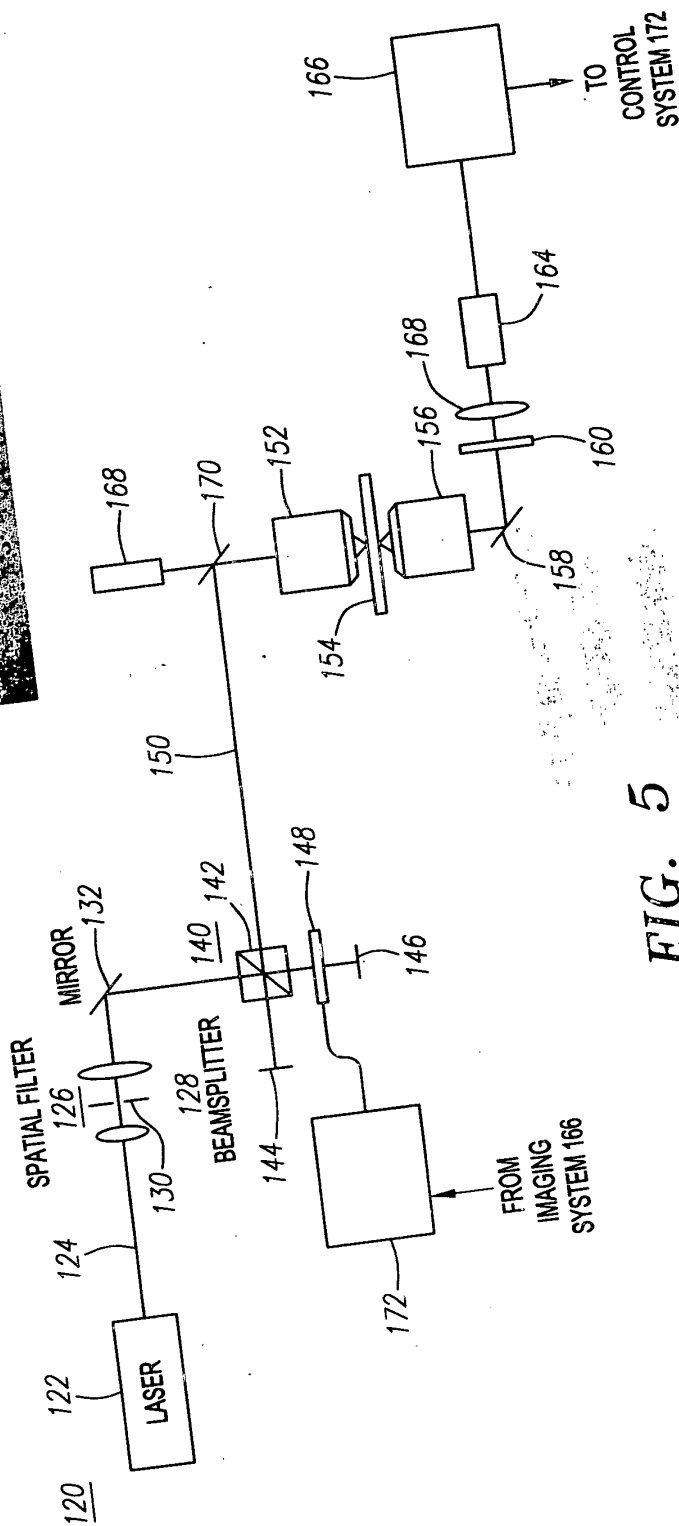 120
122
LASER
124
SPATIAL FILTER
126
130
MIRROR
132
128
BEAMSPLITTER
140
142
144
146
148
172
FROM
IMAGING
SYSTEM 166
150
168
170
152
154
156
158
160
168
164
166
TO
CONTROL
SYSTEM 172
FIG. 5